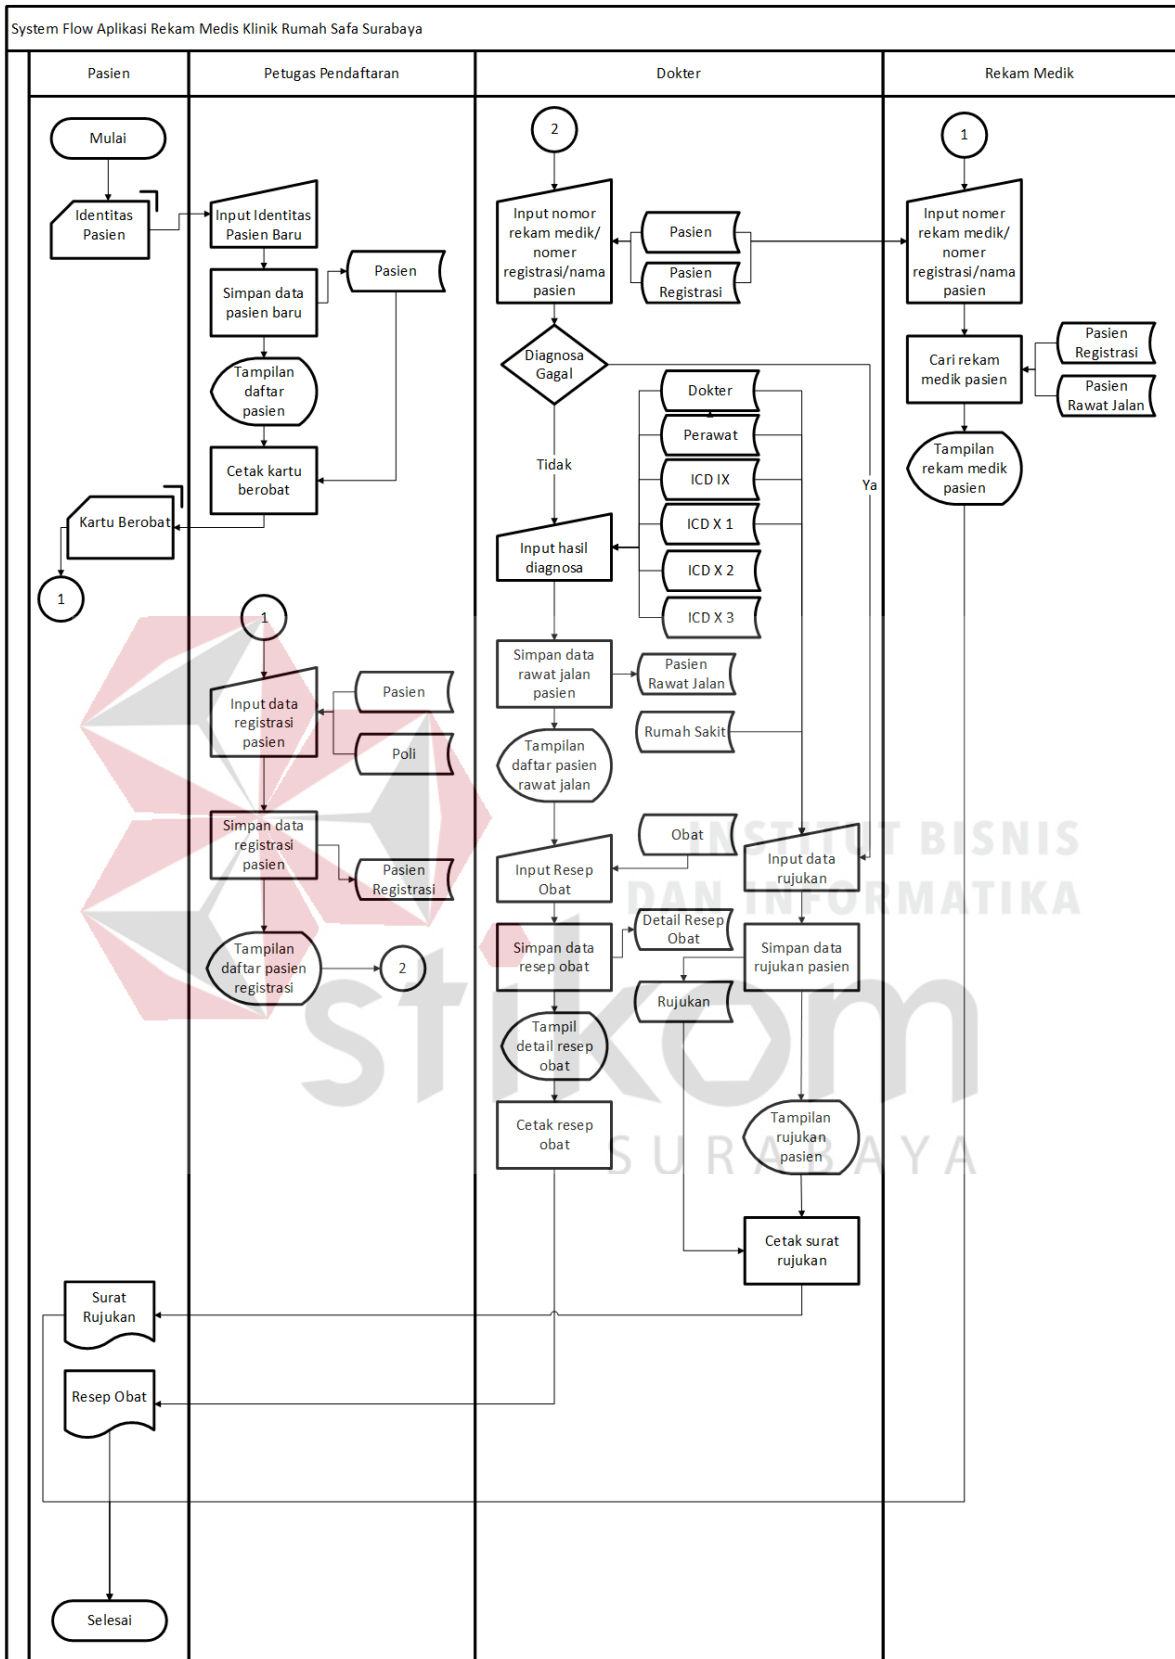 System Flow Aplikasi Rekam Medis Klinik Rumah Safa Surabaya
Pasien
Petugas Pendaftaran
Dokter
Rekam Medik
Mulai
Identitas
Pasien
Kartu Berobat
1
Surat
Rujukan
Resep Obat
Selesai
Input Identitas
Pasien Baru
Simpan data
pasien baru
Pasien
Tampilan
daftar
pasien
Cetak kartu
berobat
1
Input data
registrasi
pasien
Pasien
Poli
Simpan data
registrasi
pasien
Pasien
Registrasi
Tampilan
daftar pasien
registrasi
2
2
Input nomor
rekam medik/
nomer
registrasi/nama
pasien
Pasien
Pasien
Registrasi
Diagnosa
Gagal
Tidak
Ya
Dokter
Perawat
ICD IX
ICD X 1
ICD X 2
ICD X 3
Input hasil
diagnosa
Simpan data
rawat jalan
pasien
Pasien
Rawat Jalan
Rumah Sakit
Tampilan
daftar pasien
rawat jalan
Obat
Input Resep
Obat
Input data
rujukan
Detail Resep
Obat
Simpan data
resep obat
Simpan data
rujukan pasien
Rujukan
Tampil
detail resep
obat
Cetak resep
obat
Tampilan
rujukan
pasien
Cetak surat
rujukan
1
Input nomer
rekam medik/
nomer
registrasi/nama
pasien
Cari rekam
medik pasien
Pasien
Registrasi
Pasien
Rawat Jalan
Tampilan
rekam medik
pasien
INSTITUT BISNIS
DAN INFORMATIKA
stikom
SURABAYA